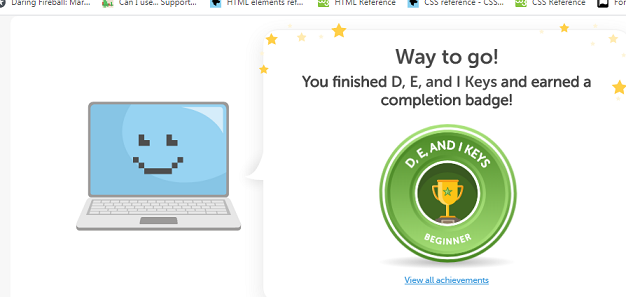 Daring Fireball: Mar... Can I use... Support... HTML elements ref... HTML Reference CSS reference - CSS... CSS Reference For
Way to go!
You finished D, E, and I Keys and earned a
completion badge!
D, E, AND I KEYS
BEGINNER
View all achievements